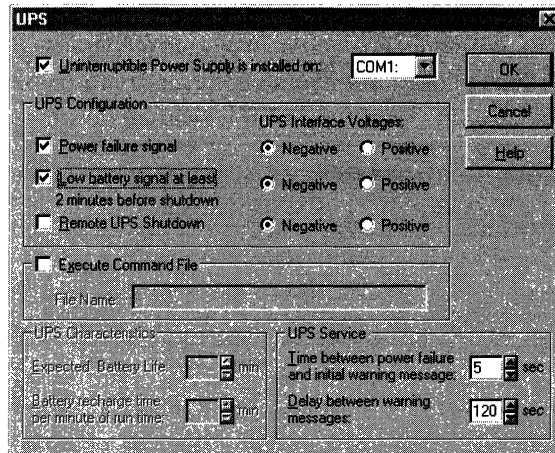 UPS
Uninterruptible Power Supply is installed on: COM1:
OK
Cancel
Help
UPS Configuration
UPS Interface Voltages:
Power failure signal Negative Positive
Low battery signal at least Negative Positive
2 minutes before shutdown
Remote UPS Shutdown Negative Positive
Execute Command File
File Name:
UPS Characteristics
Expected Battery Life: min
Battery recharge time
per minute of run time: min
UPS Service
Time between power failure
and initial warning message: 5 sec
Delay between warning
messages: 120 sec